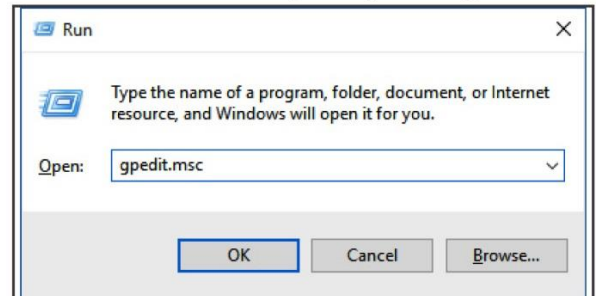 Run
Type the name of a program, folder, document, or Internet
resource, and Windows will open it for you.
Open: gpedit.msc
OK Cancel Browse...